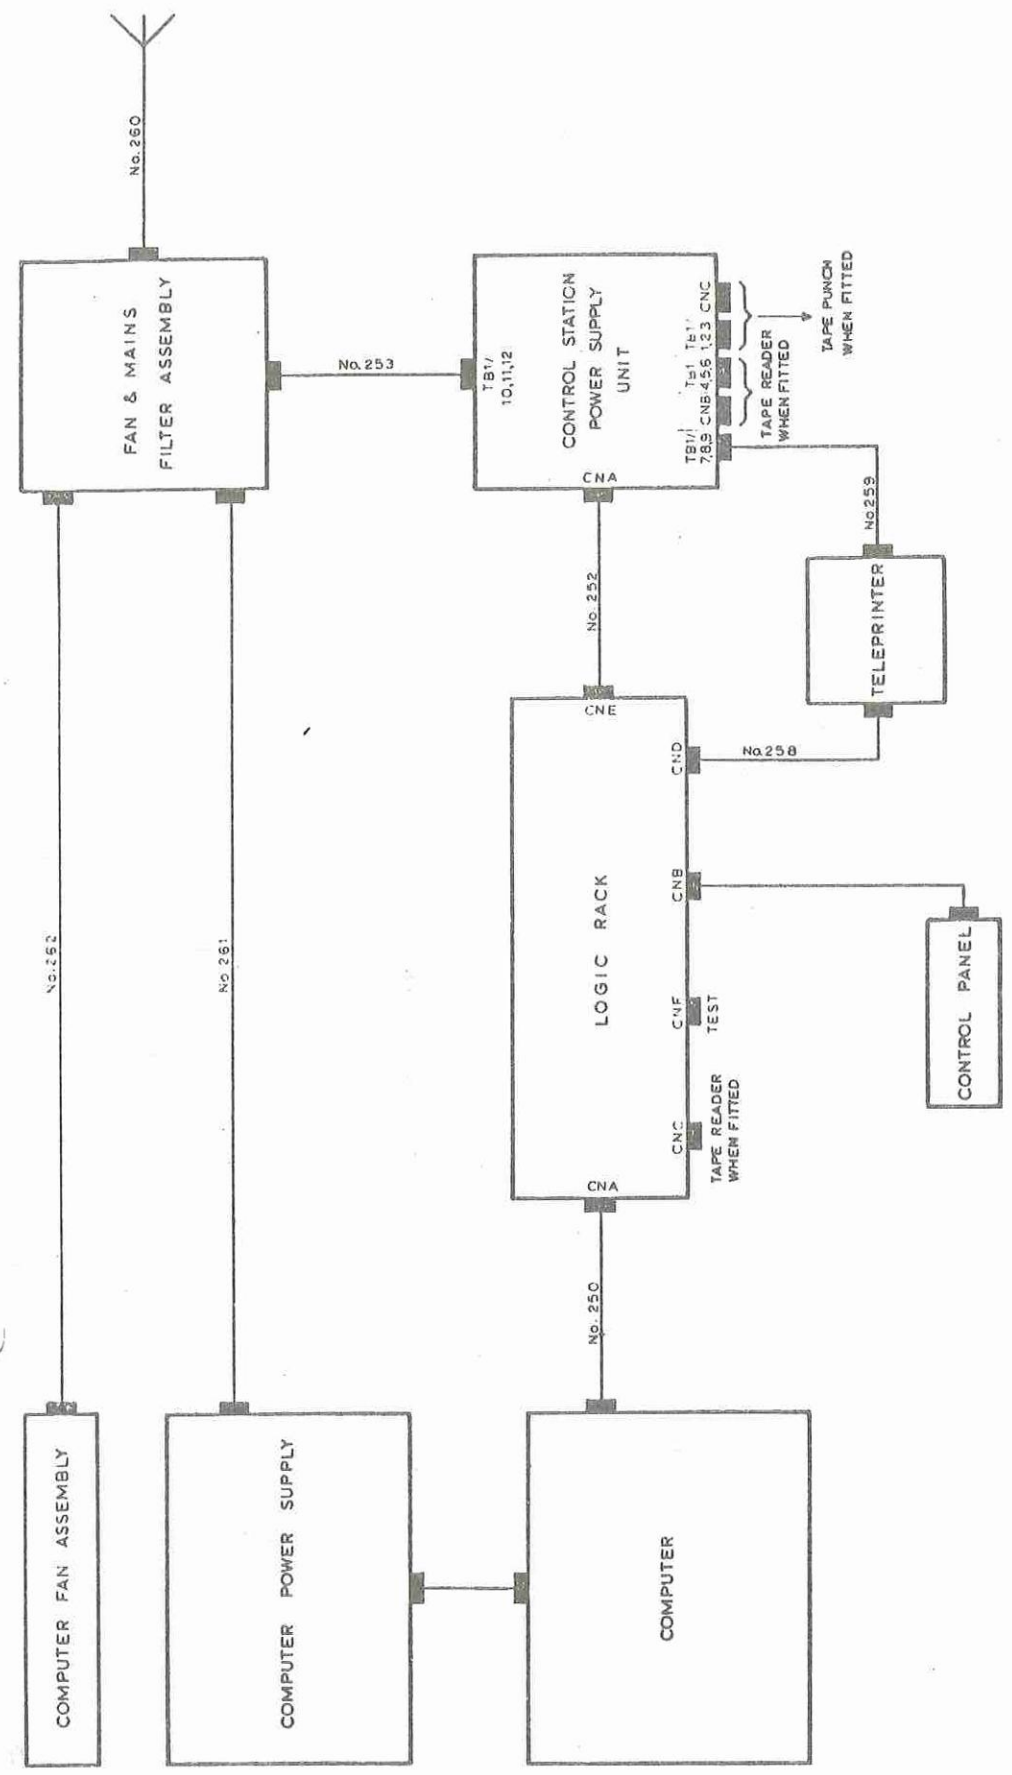 COMPUTER FAN ASSEMBLY
No.262
FAN & MAINS
FILTER ASSEMBLY
No.260
COMPUTER POWER SUPPLY
No.261
No.253
COMPUTER
No.250
CNA
LOGIC RACK
CNE
CNC
TAPE READER
WHEN FITTED
CNF
TEST
CNB
CND
No.252
CNA
TB1/
10,11,12
CONTROL STATION
POWER SUPPLY
UNIT
TB1/
7,8,9
CNB
TB1
4,5,6
TB1/
1,2,3
CNC
TAPE READER
WHEN FITTED
TAPE PUNCH
WHEN FITTED
No.258
TELEPRINTER
No.259
CONTROL PANEL